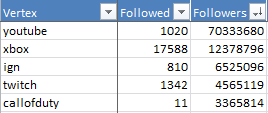 Vertex Followed Followers
youtube 1020 70333680
xbox 17588 12378796
ign 810 6525096
twitch 1342 4565119
callofduty 11 3365814